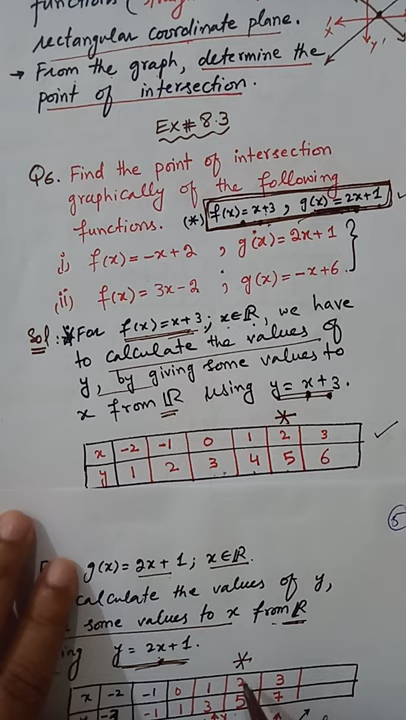 functions (
rectangular coordinate plane.
→ From the graph, determine the
point of intersection.
x'
y'
Ex#8.3
Q6. Find the point of intersection
graphically of the following
functions. (*) f(x)=x+3, g(x)=2x+1
i) f(x)=-x+2, g(x)=2x+1
(ii) f(x)=3x-2; g(x)=-x+6.
Sol: * For f(x)=x+3; x∈ℝ, we have
to calculate the values of
y, by giving some values to
x from ℝ using y=x+3.
*
x -2 -1 0 1 2 3
y 1 2 3 4 5 6
5
g(x)=2x+1; x∈ℝ.
calculate the values of y,
some values to x from ℝ
y=2x+1.
*
x -2 -1 0 1 2 3
-3 -1 1 3 5 7